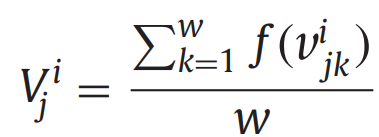 V_j^i = \frac{\sum_{k=1}^{w} f(v_{jk}^i)}{w}